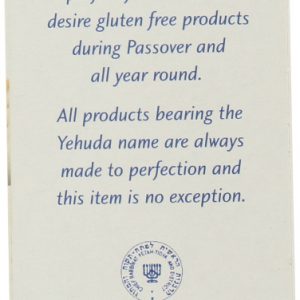 desire gluten free products
during Passover and
all year round.
All products bearing the
Yehuda name are always
made to perfection and
this item is no exception.